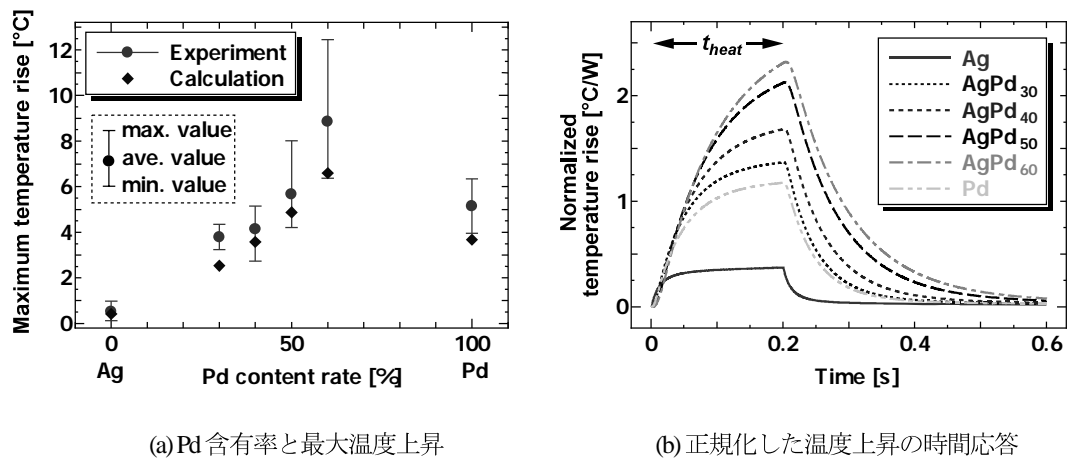 Maximum temperature rise [°C]
12
10
8
6
4
2
0
Experiment
Calculation
max. value
ave. value
min. value
0
50
100
Ag
Pd content rate [%]
Pd
(a) Pd 含有率と最大温度上昇
Normalized
temperature rise [°C/W]
2
1
0
t_heat
Ag
AgPd30
AgPd40
AgPd50
AgPd60
Pd
0
0.2
0.4
0.6
Time [s]
(b) 正規化した温度上昇の時間応答